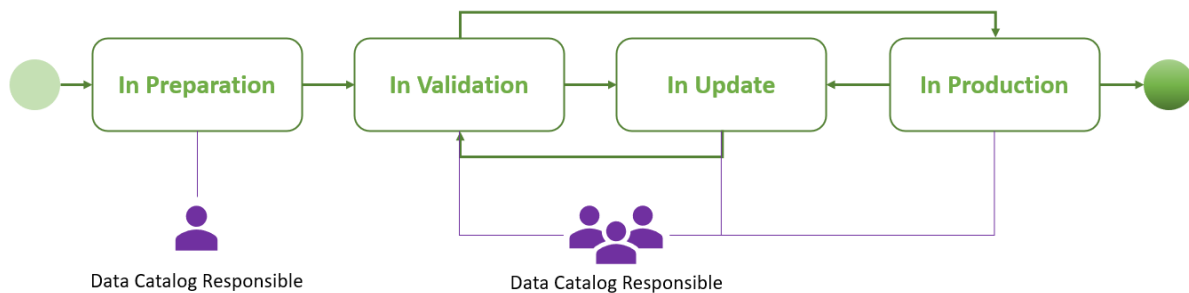 In Preparation
In Validation
In Update
In Production
Data Catalog Responsible
Data Catalog Responsible